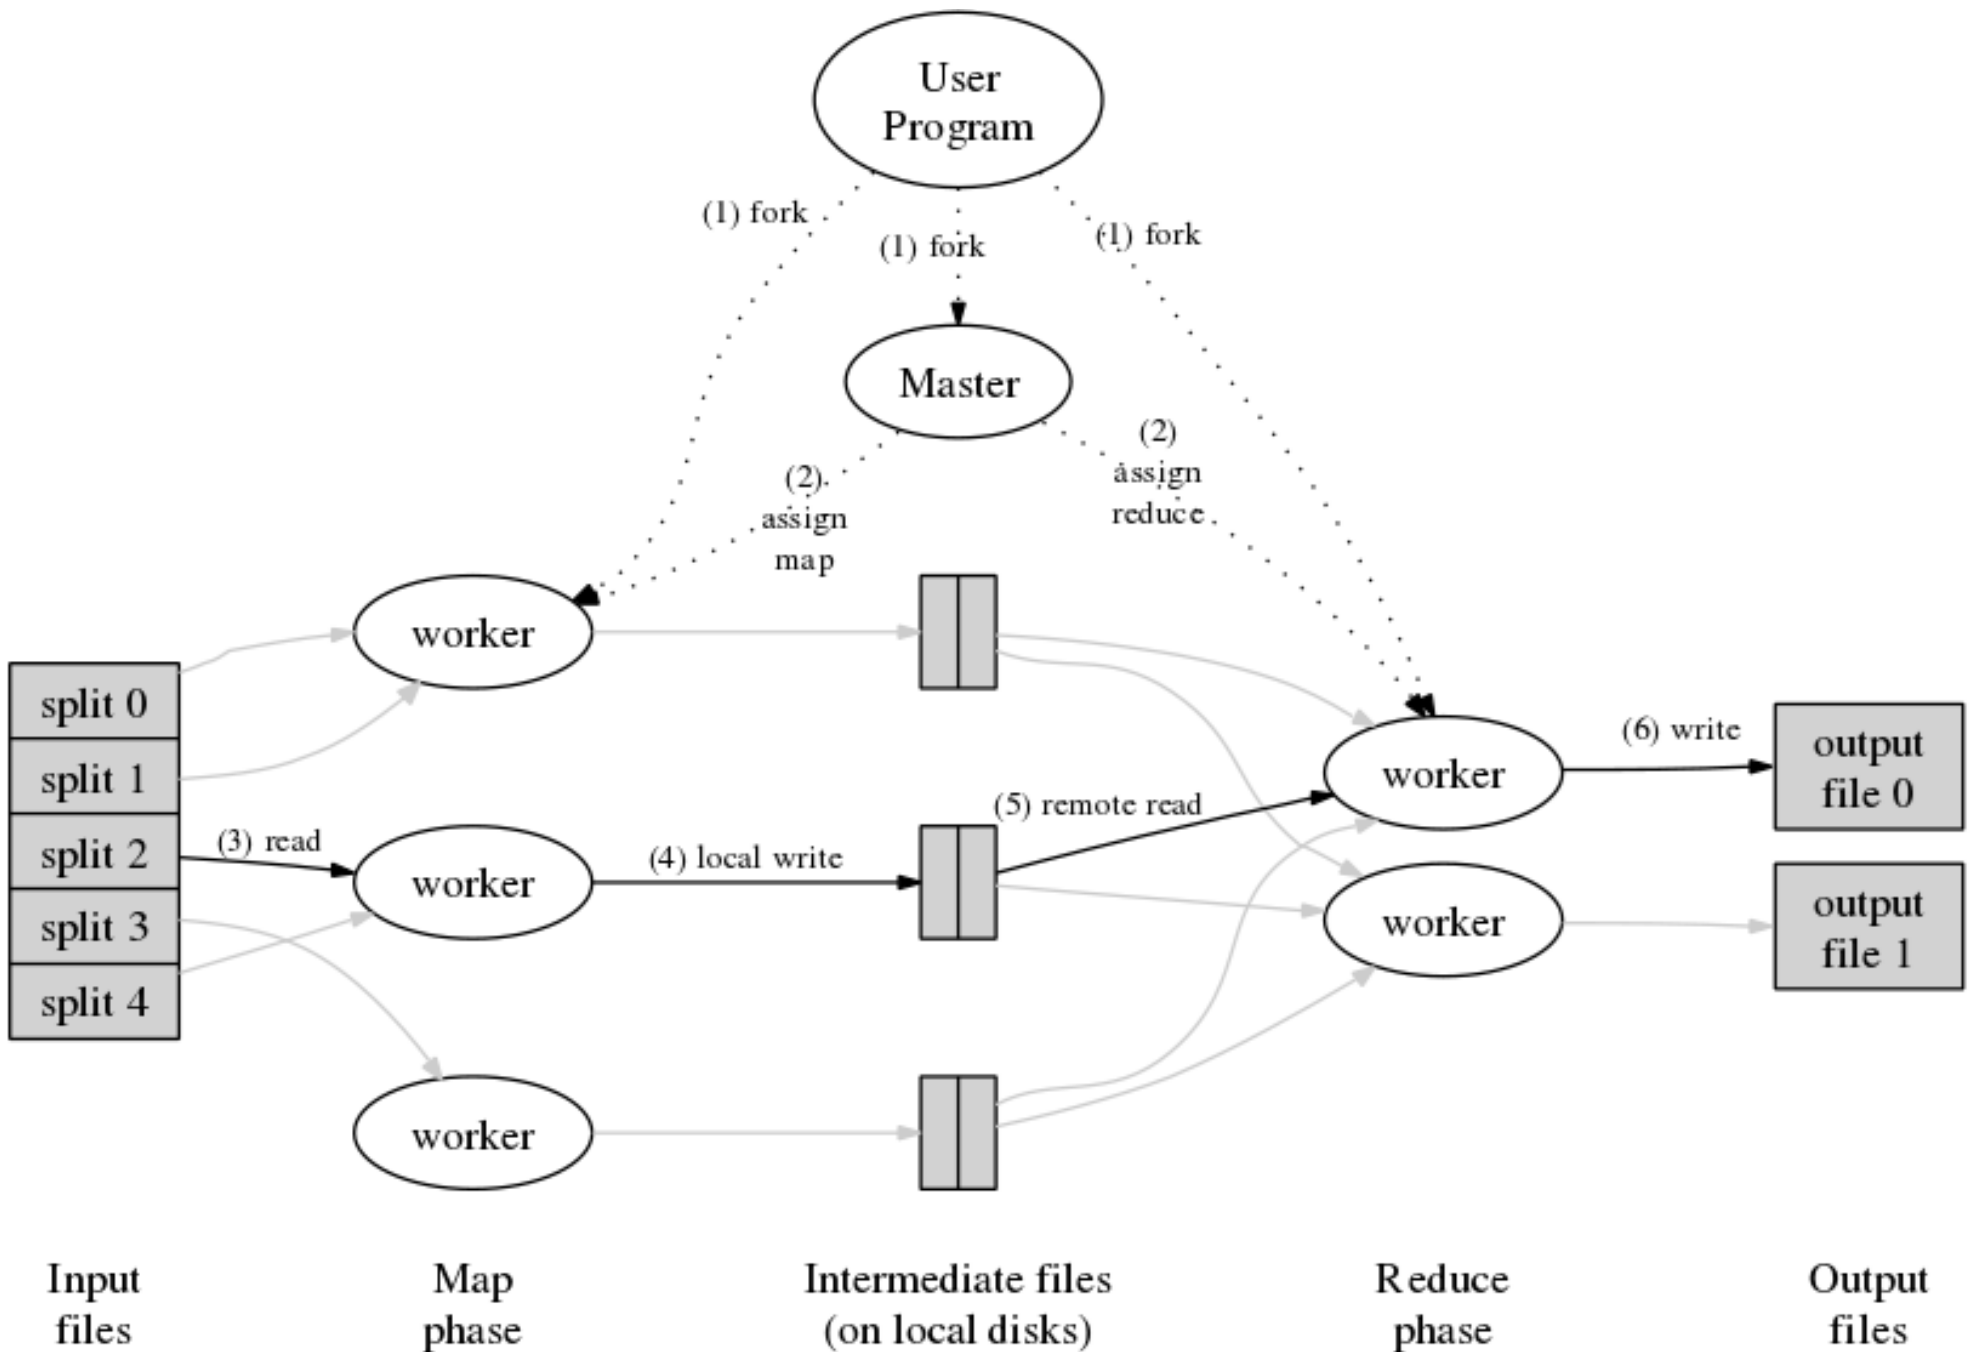 User
Program
(1) fork
(1) fork
(1) fork
Master
(2)
assign
map
(2)
assign
reduce
worker
split 0
split 1
split 2
split 3
split 4
(3) read
worker
(4) local write
(5) remote read
worker
(6) write
output
file 0
worker
output
file 1
worker
Input
files
Map
phase
Intermediate files
(on local disks)
Reduce
phase
Output
files